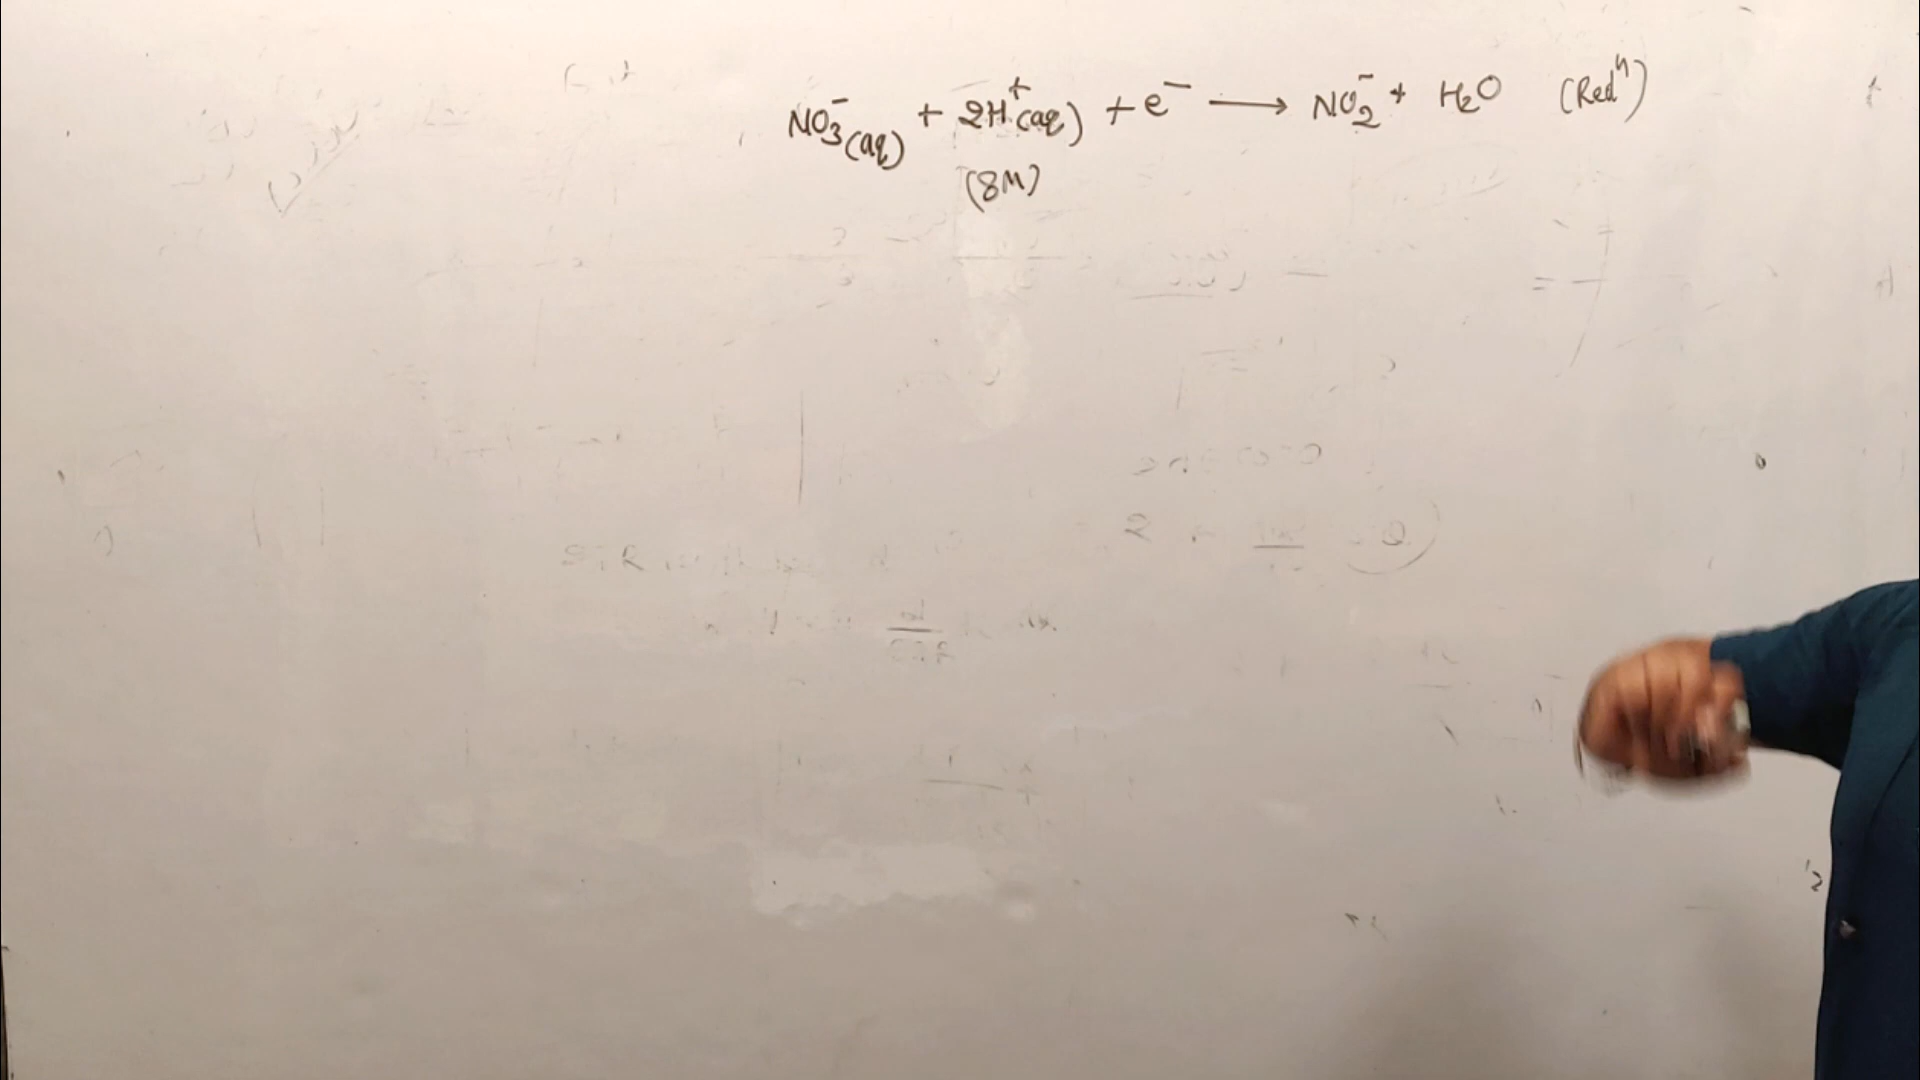 NO₃⁻(aq) + 2H⁺(aq) + e⁻ ⟶ NO₂⁻ + H₂O (Redⁿ)
(8M)